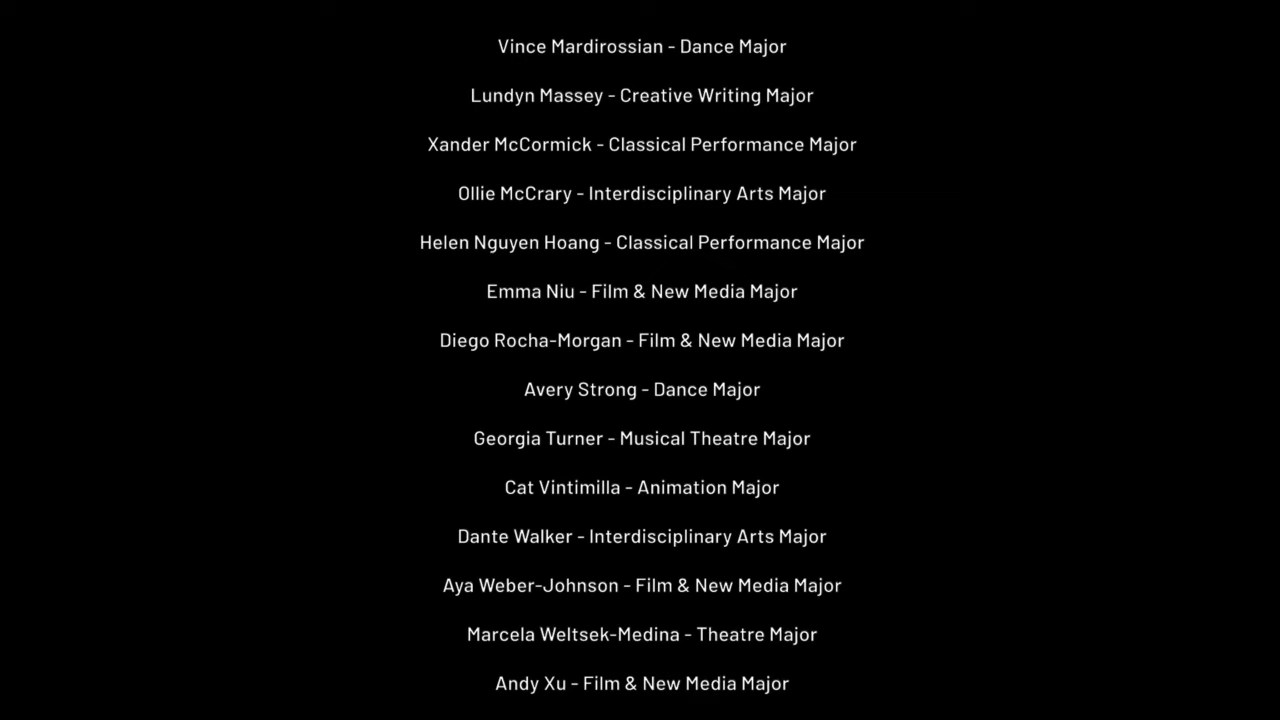 Vince Mardirossian - Dance Major
Lundyn Massey - Creative Writing Major
Xander McCormick - Classical Performance Major
Ollie McCrary - Interdisciplinary Arts Major
Helen Nguyen Hoang - Classical Performance Major
Emma Niu - Film & New Media Major
Diego Rocha-Morgan - Film & New Media Major
Avery Strong - Dance Major
Georgia Turner - Musical Theatre Major
Cat Vintimilla - Animation Major
Dante Walker - Interdisciplinary Arts Major
Aya Weber-Johnson - Film & New Media Major
Marcela Weltsek-Medina - Theatre Major
Andy Xu - Film & New Media Major